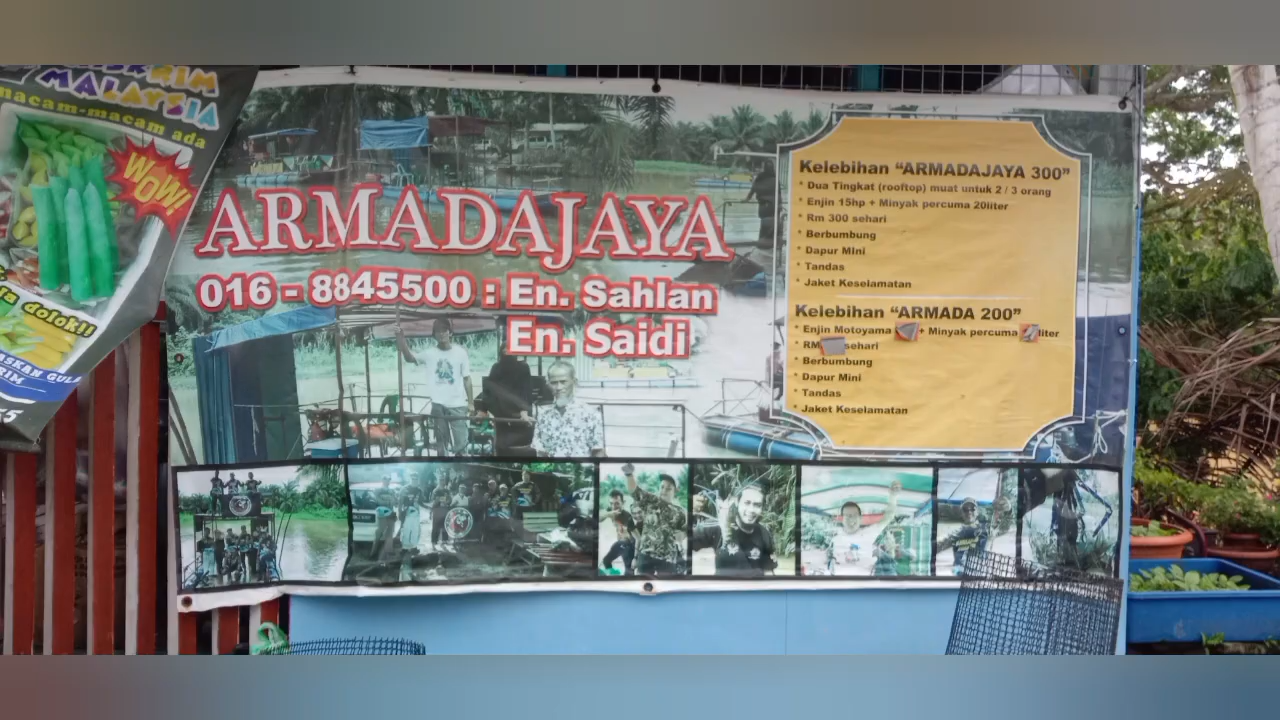 MALAYSIA
macam-macam ada
WOW!
dolok!!
ARMADAJAYA
016 - 8845500 : En. Sahlan
En. Saidi
Kelebihan “ARMADAJAYA 300”
* Dua Tingkat (rooftop) muat untuk 2 / 3 orang
* Enjin 15hp + Minyak percuma 20liter
* Rm 300 sehari
* Berbumbung
* Dapur MIni
* Tandas
* Jaket Keselamatan
Kelebihan “ARMADA 200”
* Enjin Motoyama + Minyak percuma liter
* RM sehari
* Berbumbung
* Dapur Mini
* Tandas
* Jaket Keselamatan